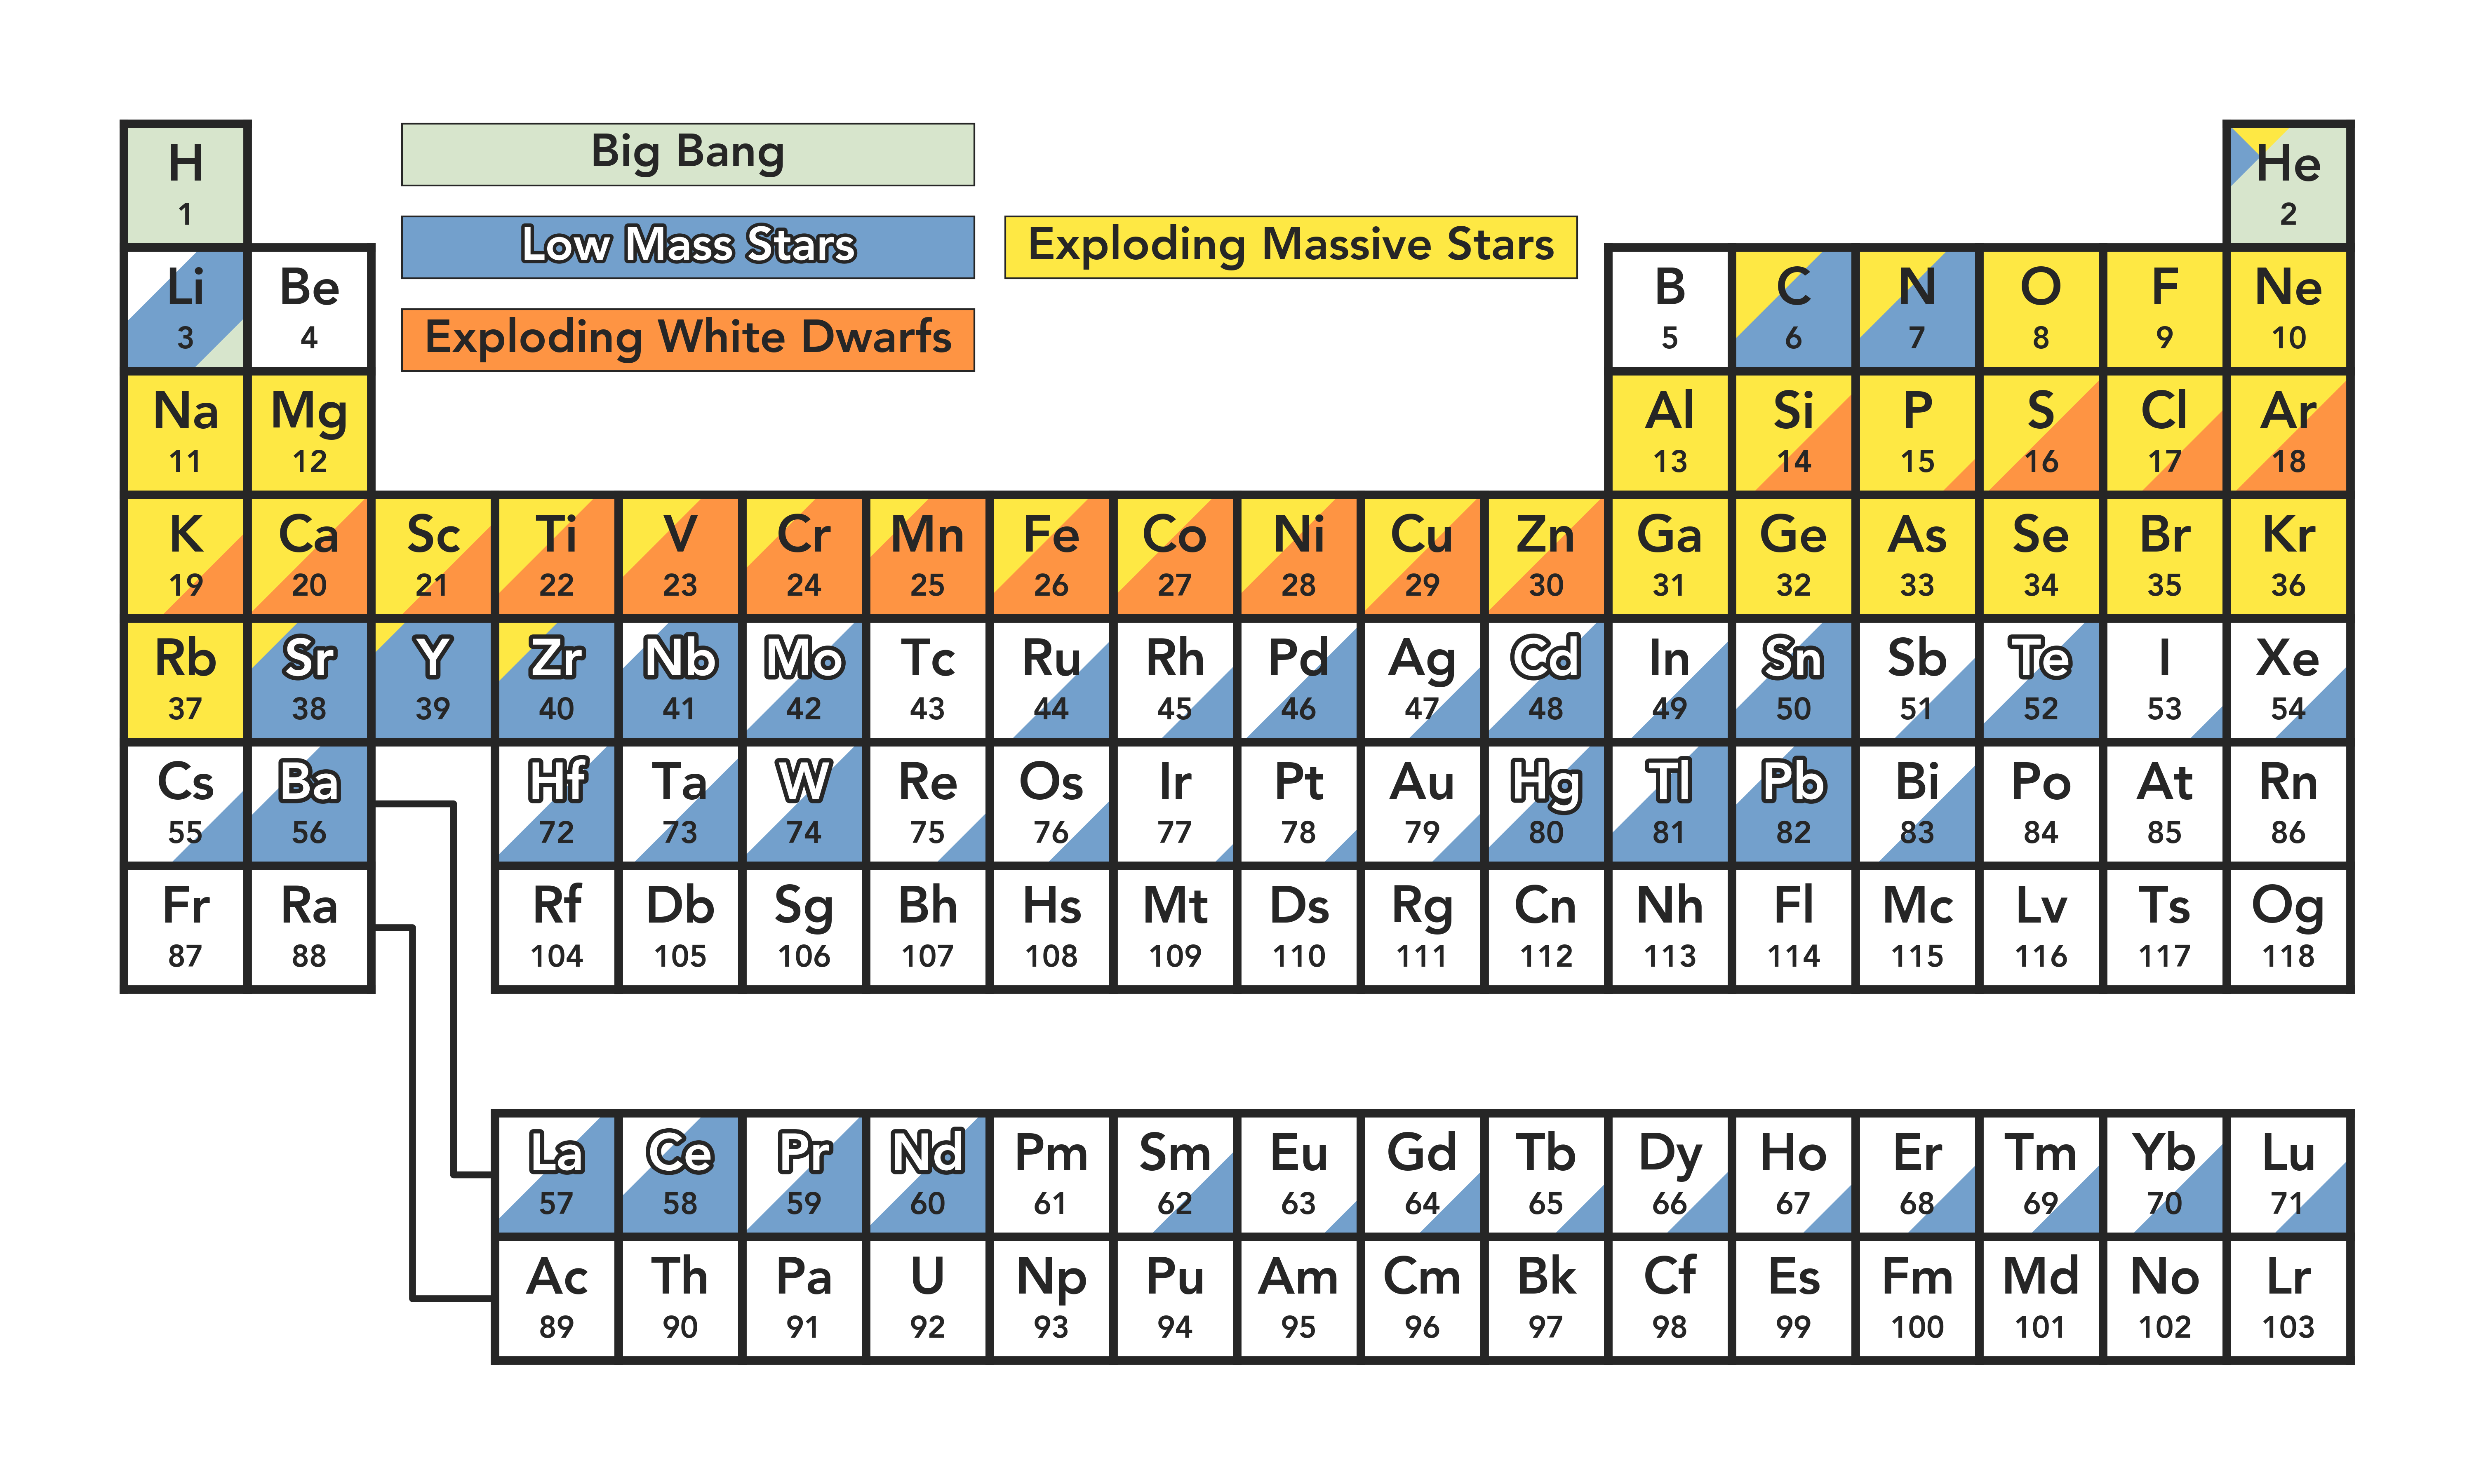 H He
1 Big Bang 2
Low Mass Stars Exploding Massive Stars
Li Be B C N O F Ne
3 4 Exploding White Dwarfs 5 6 7 8 9 10
Na Mg Al Si P S Cl Ar
11 12 13 14 15 16 17 18
K Ca Sc Ti V Cr Mn Fe Co Ni Cu Zn Ga Ge As Se Br Kr
19 20 21 22 23 24 25 26 27 28 29 30 31 32 33 34 35 36
Rb Sr Y Zr Nb Mo Tc Ru Rh Pd Ag Cd In Sn Sb Te I Xe
37 38 39 40 41 42 43 44 45 46 47 48 49 50 51 52 53 54
Cs Ba Hf Ta W Re Os Ir Pt Au Hg Tl Pb Bi Po At Rn
55 56 72 73 74 75 76 77 78 79 80 81 82 83 84 85 86
Fr Ra Rf Db Sg Bh Hs Mt Ds Rg Cn Nh Fl Mc Lv Ts Og
87 88 104 105 106 107 108 109 110 111 112 113 114 115 116 117 118
La Ce Pr Nd Pm Sm Eu Gd Tb Dy Ho Er Tm Yb Lu
57 58 59 60 61 62 63 64 65 66 67 68 69 70 71
Ac Th Pa U Np Pu Am Cm Bk Cf Es Fm Md No Lr
89 90 91 92 93 94 95 96 97 98 99 100 101 102 103